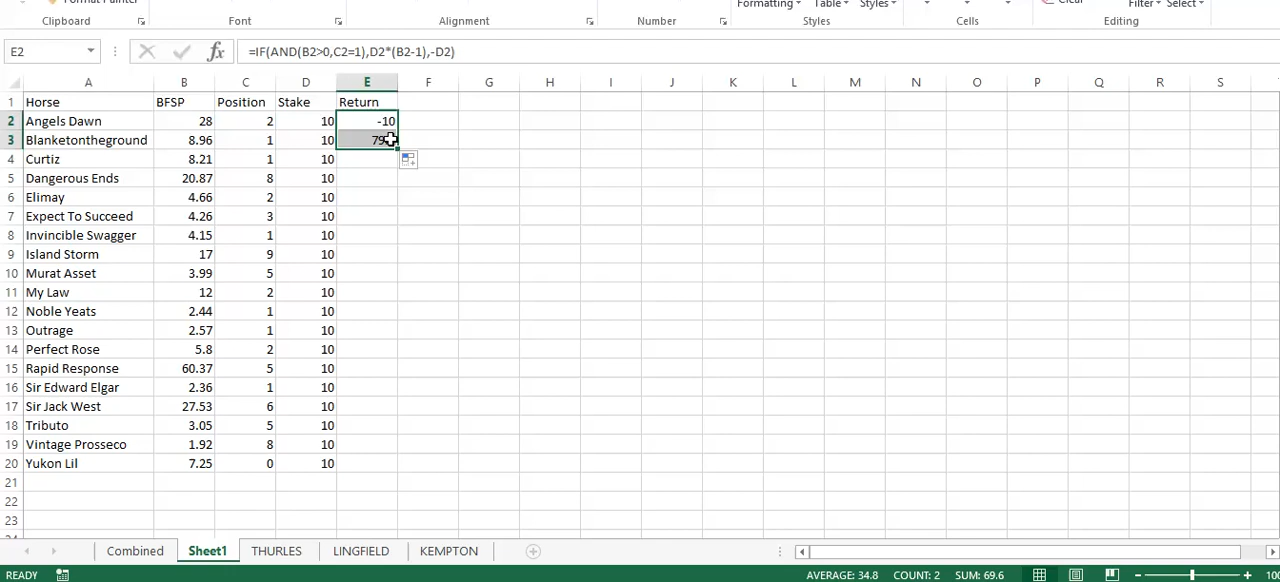 Format Painter
Formatting Table Styles Clear Filter Select
Clipboard Font Alignment Number Styles Cells Editing
E2 fx =IF(AND(B2>0,C2=1),D2*(B2-1),-D2)
A B C D E F G H I J K L M N O P Q R S
1 Horse BFSP Position Stake Return
2 Angels Dawn 28 2 10 -10
3 Blanketontheground 8.96 1 10 79
4 Curtiz 8.21 1 10
5 Dangerous Ends 20.87 8 10
6 Elimay 4.66 2 10
7 Expect To Succeed 4.26 3 10
8 Invincible Swagger 4.15 1 10
9 Island Storm 17 9 10
10 Murat Asset 3.99 5 10
11 My Law 12 2 10
12 Noble Yeats 2.44 1 10
13 Outrage 2.57 1 10
14 Perfect Rose 5.8 2 10
15 Rapid Response 60.37 5 10
16 Sir Edward Elgar 2.36 1 10
17 Sir Jack West 27.53 6 10
18 Tributo 3.05 5 10
19 Vintage Prosseco 1.92 8 10
20 Yukon Lil 7.25 0 10
21
22
23
Combined Sheet1 THURLES LINGFIELD KEMPTON
READY AVERAGE: 34.8 COUNT: 2 SUM: 69.6 - +